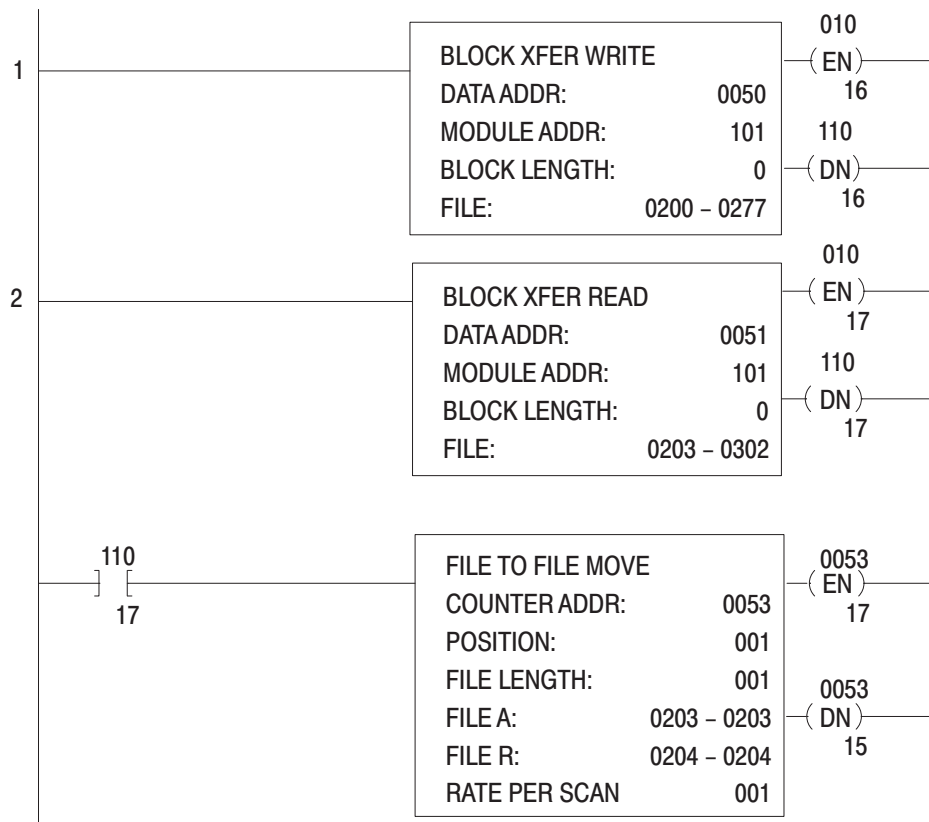 1
BLOCK XFER WRITE
DATA ADDR: 0050
MODULE ADDR: 101
BLOCK LENGTH: 0
FILE: 0200 – 0277
010
EN
16
110
DN
16
2
BLOCK XFER READ
DATA ADDR: 0051
MODULE ADDR: 101
BLOCK LENGTH: 0
FILE: 0203 – 0302
010
EN
17
110
DN
17
110
17
FILE TO FILE MOVE
COUNTER ADDR: 0053
POSITION: 001
FILE LENGTH: 001
FILE A: 0203 – 0203
FILE R: 0204 – 0204
RATE PER SCAN 001
0053
EN
17
0053
DN
15